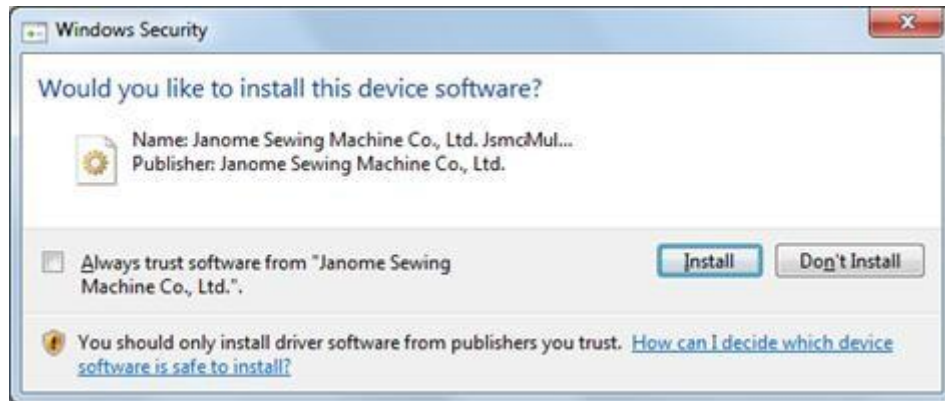 Windows Security
Would you like to install this device software?
Name: Janome Sewing Machine Co., Ltd. JsmcMul...
Publisher: Janome Sewing Machine Co., Ltd.
Always trust software from "Janome Sewing
Machine Co., Ltd.".
Install
Don't Install
You should only install driver software from publishers you trust. How can I decide which device
software is safe to install?